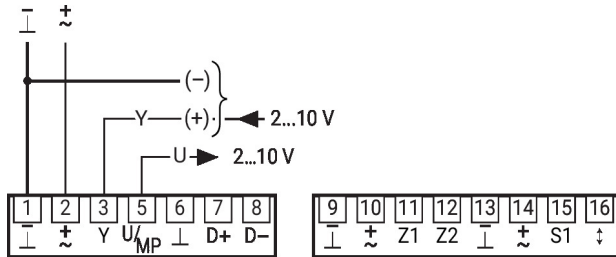 ⊥ ~
(–)
Y (+) 2...10 V
U 2...10 V
1 2 3 5 6 7 8 9 10 11 12 13 14 15 16
⊥ ~ Y U/MP ⊥ D+ D– ⊥ ~ Z1 Z2 ⊥ ~ S1 ↕